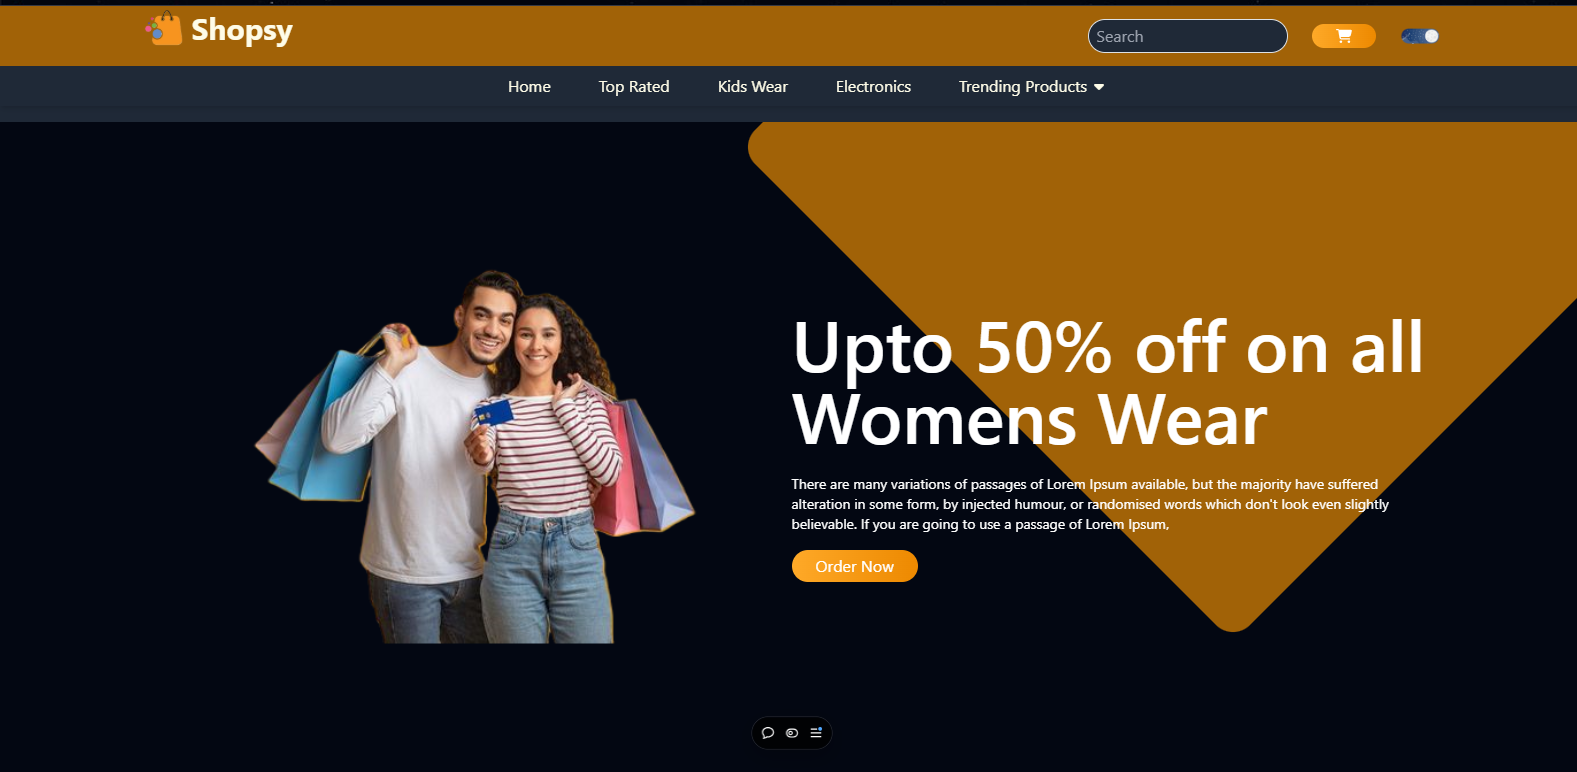 Shopsy
Search
Home
Top Rated
Kids Wear
Electronics
Trending Products
Upto 50% off on all
Womens Wear
There are many variations of passages of Lorem Ipsum available, but the majority have suffered
alteration in some form, by injected humour, or randomised words which don't look even slightly
believable. If you are going to use a passage of Lorem Ipsum,
Order Now